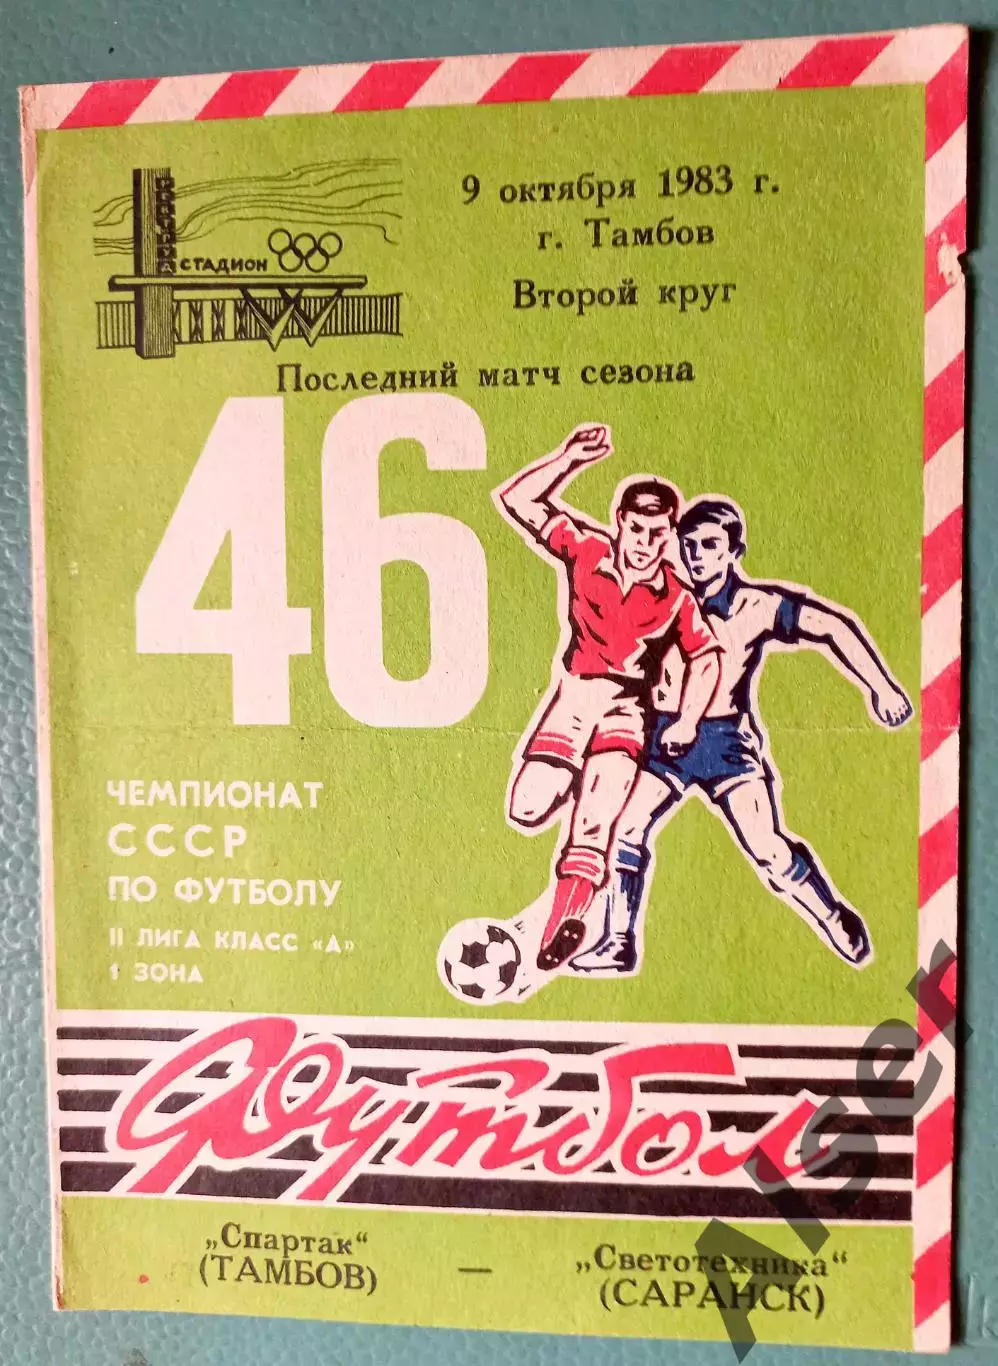 СТАДИОН
9 октября 1983 г.
г. Тамбов
Второй круг
Последний матч сезона
46
ЧЕМПИОНАТ
СССР
ПО ФУТБОЛУ
II ЛИГА КЛАСС «А»
1 ЗОНА
Футбол
„Спартак“ — „Светотехника“
(ТАМБОВ) (САРАНСК)
Alser